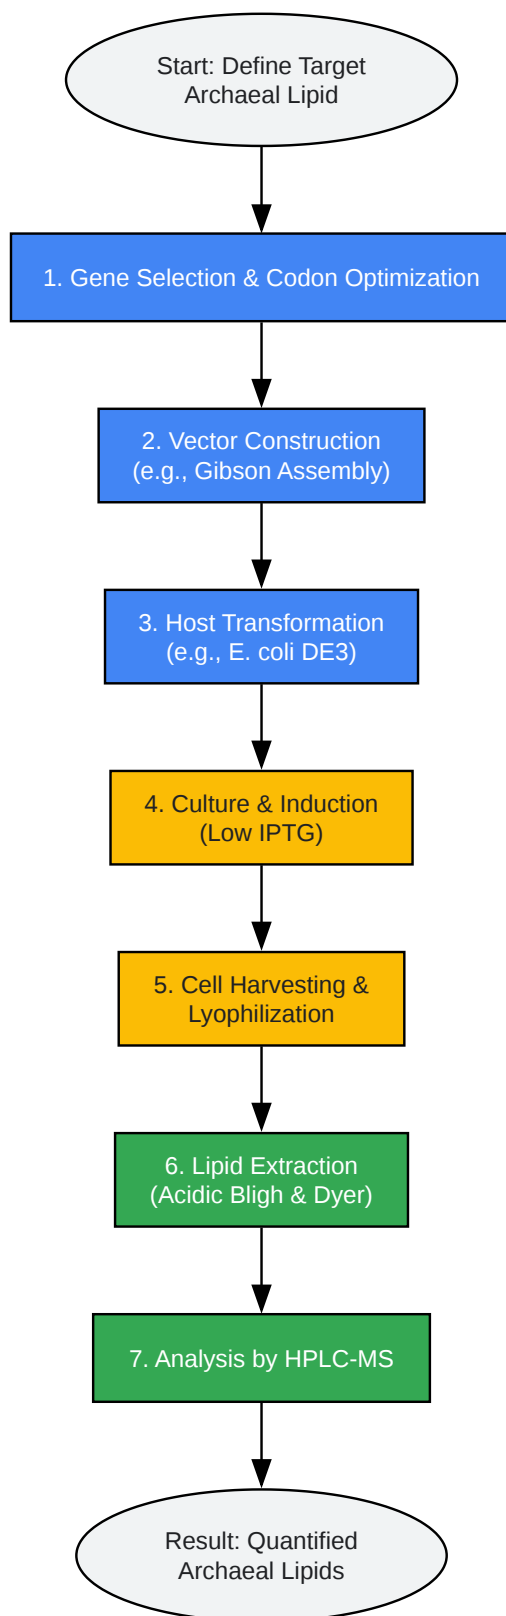 Start: Define Target
Archaeal Lipid
1. Gene Selection & Codon Optimization
2. Vector Construction
(e.g., Gibson Assembly)
3. Host Transformation
(e.g., E. coli DE3)
4. Culture & Induction
(Low IPTG)
5. Cell Harvesting &
Lyophilization
6. Lipid Extraction
(Acidic Bligh & Dyer)
7. Analysis by HPLC-MS
Result: Quantified
Archaeal Lipids